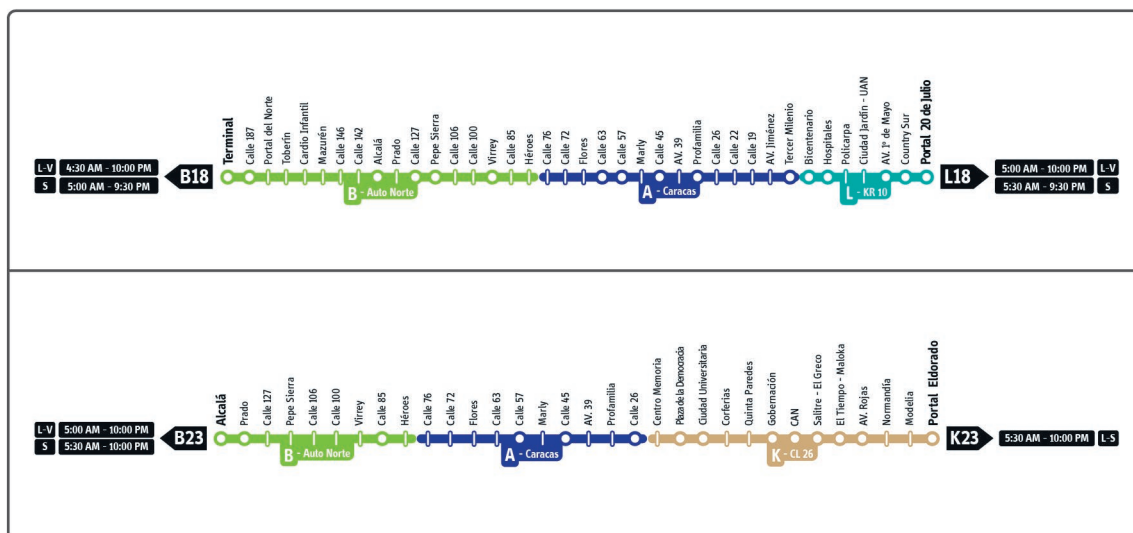 L-V 4:30 AM - 10:00 PM
S 5:00 AM - 9:30 PM
B18
Terminal
Calle 187
Portal del Norte
Toberín
Cardio Infantil
Mazurén
Calle 146
Calle 142
Alcalá
Prado
Calle 127
Pepe Sierra
Calle 106
Calle 100
Virrey
Calle 85
Héroes
Calle 76
Calle 72
Flores
Calle 63
Calle 57
Marly
Calle 45
AV. 39
Profamilia
Calle 26
Calle 22
Calle 19
AV. Jiménez
Tercer Milenio
Bicentenario
Hospitales
Policarpa
Ciudad Jardín - UAN
AV. 1º de Mayo
Country Sur
Portal 20 de Julio
B - Auto Norte
A - Caracas
L - KR 10
L18
5:00 AM - 10:00 PM L-V
5:30 AM - 9:30 PM S
L-V 5:00 AM - 10:00 PM
S 5:30 AM - 10:00 PM
B23
Alcalá
Prado
Calle 127
Pepe Sierra
Calle 106
Calle 100
Virrey
Calle 85
Héroes
Calle 76
Calle 72
Flores
Calle 63
Calle 57
Marly
Calle 45
AV. 39
Profamilia
Calle 26
Centro Memoria
Plaza de la Democracia
Ciudad Universitaria
Corferias
Quinta Paredes
Gobernación
CAN
Salitre - El Greco
El Tiempo - Maloka
AV. Rojas
Normandía
Modelia
Portal Eldorado
B - Auto Norte
A - Caracas
K - CL 26
K23
5:30 AM - 10:00 PM L-S